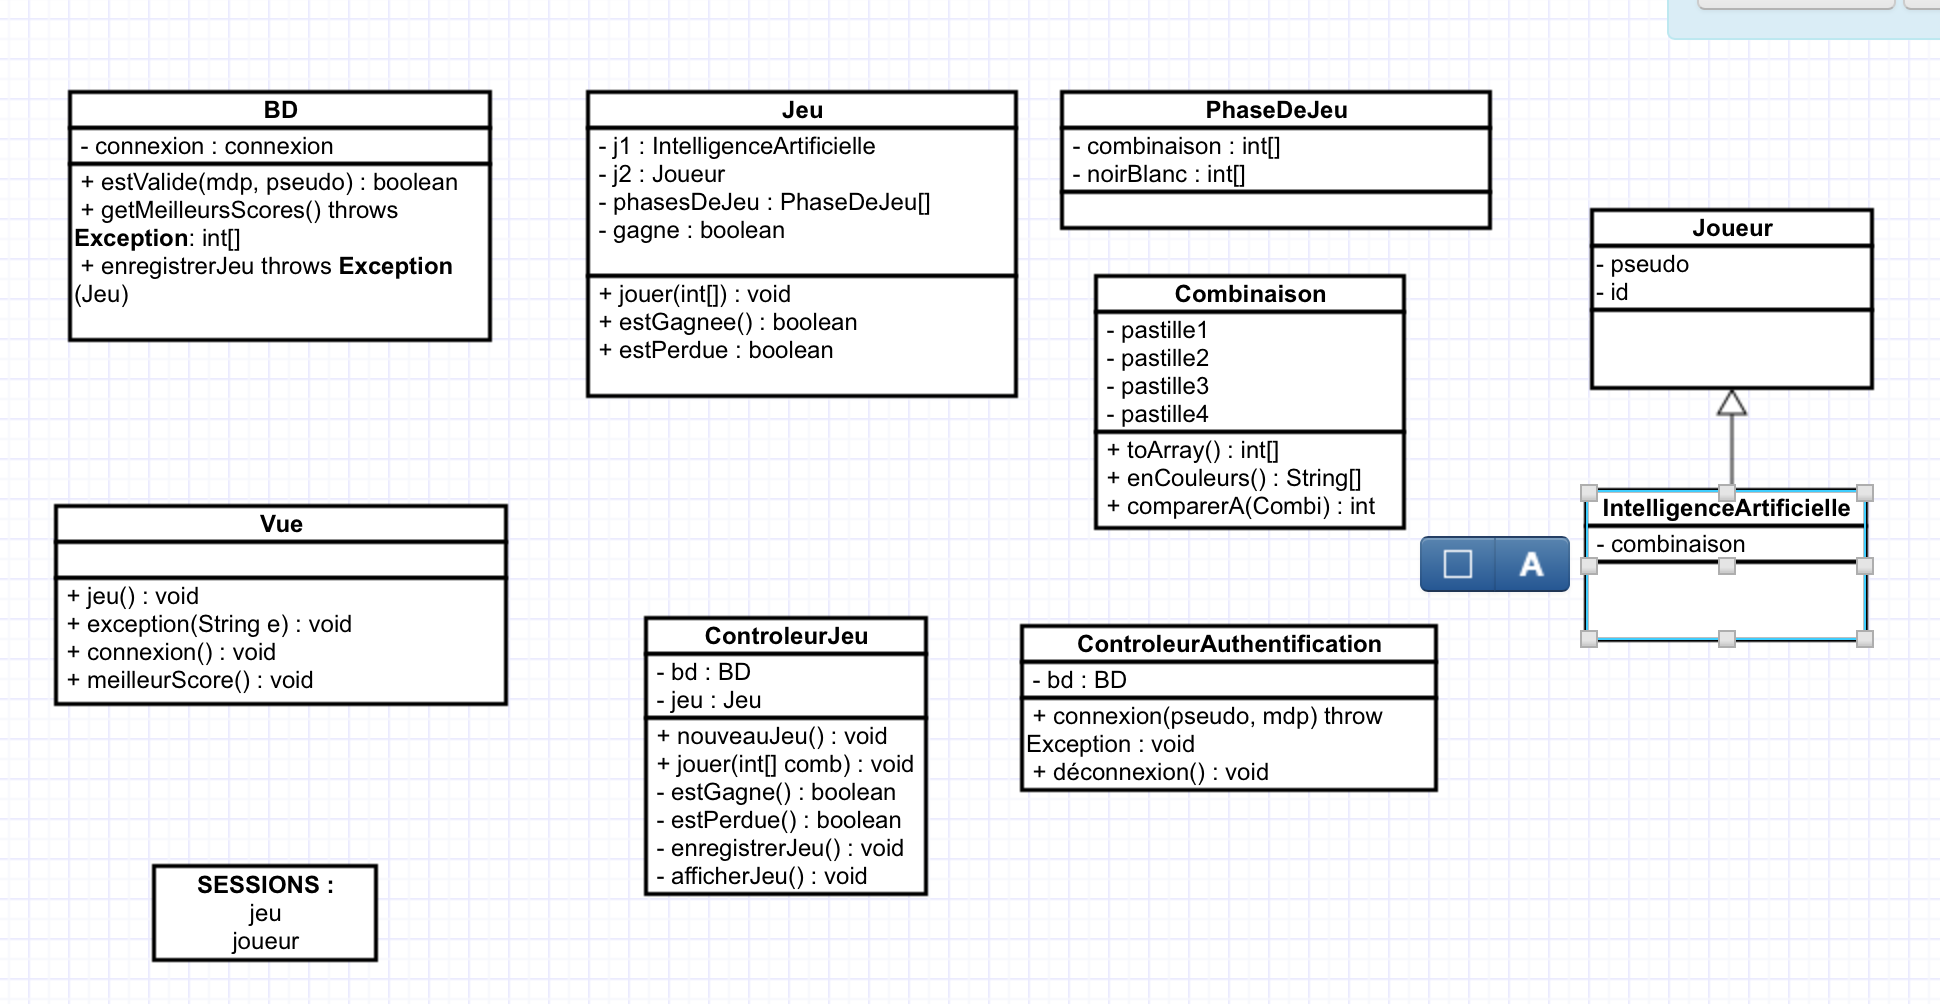 BD
- connexion : connexion
+ estValide(mdp, pseudo) : boolean
+ getMeilleursScores() throws
Exception: int[]
+ enregistrerJeu throws Exception
(Jeu)
Jeu
- j1 : IntelligenceArtificielle
- j2 : Joueur
- phasesDeJeu : PhaseDeJeu[]
- gagne : boolean
+ jouer(int[]) : void
+ estGagnee() : boolean
+ estPerdue : boolean
PhaseDeJeu
- combinaison : int[]
- noirBlanc : int[]
Combinaison
- pastille1
- pastille2
- pastille3
- pastille4
+ toArray() : int[]
+ enCouleurs() : String[]
+ comparerA(Combi) : int
Joueur
- pseudo
- id
IntelligenceArtificielle
- combinaison
A
Vue
+ jeu() : void
+ exception(String e) : void
+ connexion() : void
+ meilleurScore() : void
ControleurJeu
- bd : BD
- jeu : Jeu
+ nouveauJeu() : void
+ jouer(int[] comb) : void
- estGagne() : boolean
- estPerdue() : boolean
- enregistrerJeu() : void
- afficherJeu() : void
ControleurAuthentification
- bd : BD
+ connexion(pseudo, mdp) throw
Exception : void
+ déconnexion() : void
SESSIONS :
jeu
joueur